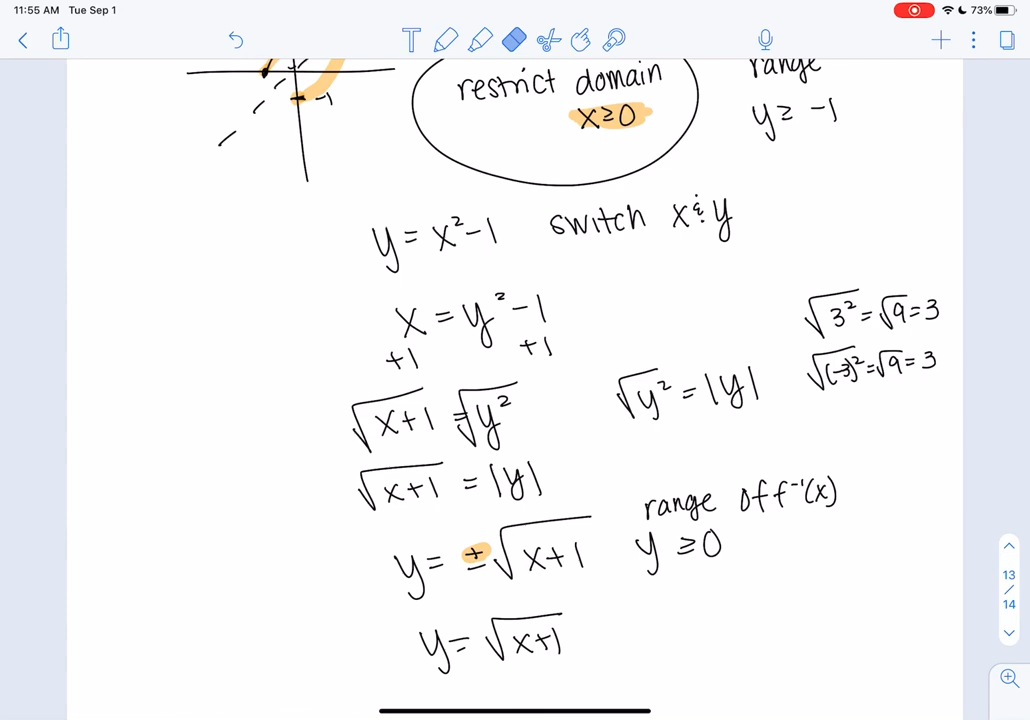 11:55 AM Tue Sep 1
73%
T
restrict domain
x≥0
range
y≥ -1
-1
y = x²-1 switch x & y
x = y² - 1
+1 +1
√x+1 = √y²
√y² = |y|
√3² = √9 = 3
√(-3)² = √9 = 3
√x+1 = |y|
range of f⁻¹(x)
y ≥ 0
y = ± √x+1
y = √x+1
13
/
14